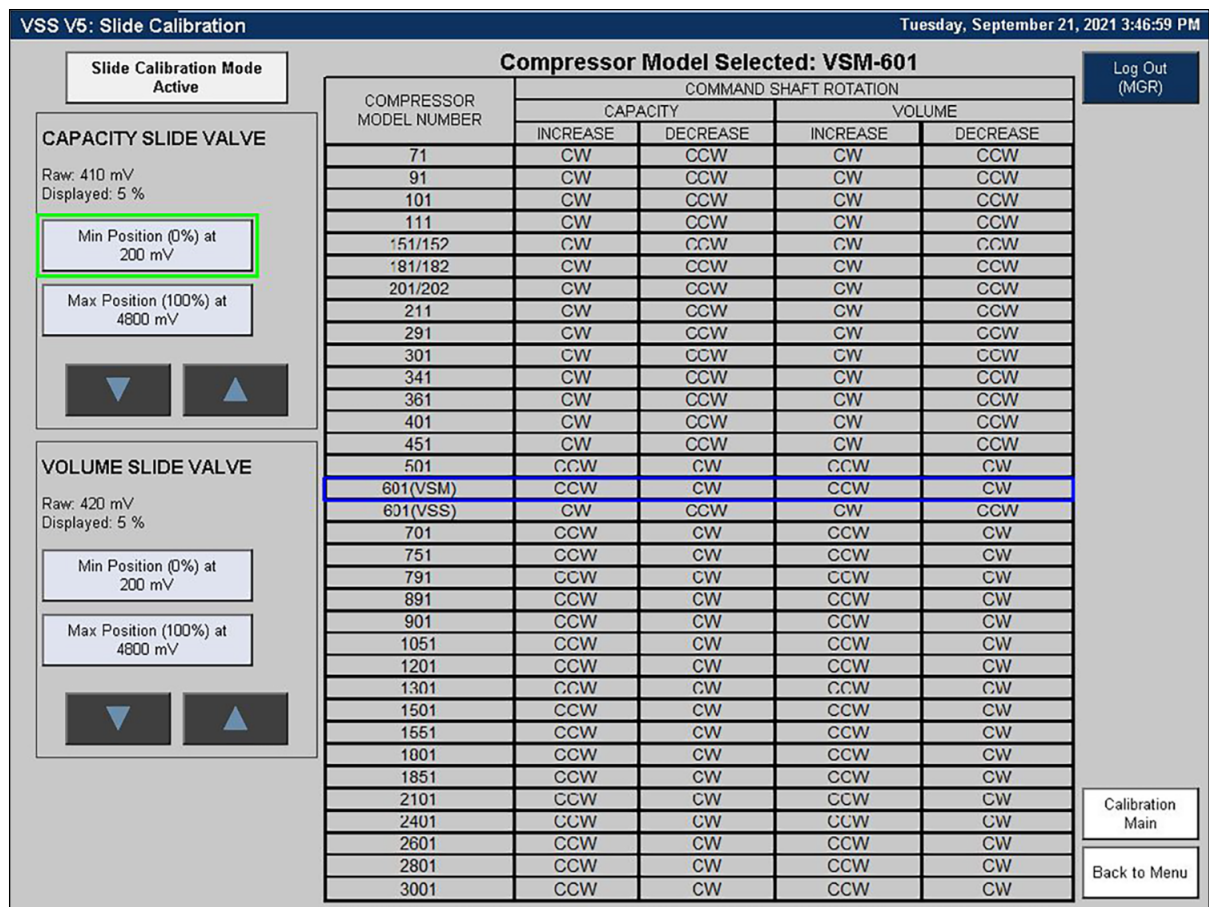 VSS V5: Slide Calibration
Tuesday, September 21, 2021 3:46:59 PM
Slide Calibration Mode
Active
Compressor Model Selected: VSM-601
Log Out
(MGR)
CAPACITY SLIDE VALVE
Raw: 410 mV
Displayed: 5 %
Min Position (0%) at
200 mV
Max Position (100%) at
4800 mV
VOLUME SLIDE VALVE
Raw: 420 mV
Displayed: 5 %
Min Position (0%) at
200 mV
Max Position (100%) at
4800 mV
COMPRESSOR
MODEL NUMBER
COMMAND SHAFT ROTATION
CAPACITY VOLUME
INCREASE DECREASE INCREASE DECREASE
71 CW CCW CW CCW
91 CW CCW CW CCW
101 CW CCW CW CCW
111 CW CCW CW CCW
151/152 CW CCW CW CCW
181/182 CW CCW CW CCW
201/202 CW CCW CW CCW
211 CW CCW CW CCW
291 CW CCW CW CCW
301 CW CCW CW CCW
341 CW CCW CW CCW
361 CW CCW CW CCW
401 CW CCW CW CCW
451 CW CCW CW CCW
501 CCW CW CCW CW
601(VSM) CCW CW CCW CW
601(VSS) CW CCW CW CCW
701 CCW CW CCW CW
751 CCW CW CCW CW
791 CCW CW CCW CW
891 CCW CW CCW CW
901 CCW CW CCW CW
1051 CCW CW CCW CW
1201 CCW CW CCW CW
1301 CCW CW CCW CW
1501 CCW CW CCW CW
1551 CCW CW CCW CW
1801 CCW CW CCW CW
1851 CCW CW CCW CW
2101 CCW CW CCW CW
2401 CCW CW CCW CW
2601 CCW CW CCW CW
2801 CCW CW CCW CW
3001 CCW CW CCW CW
Calibration
Main
Back to Menu